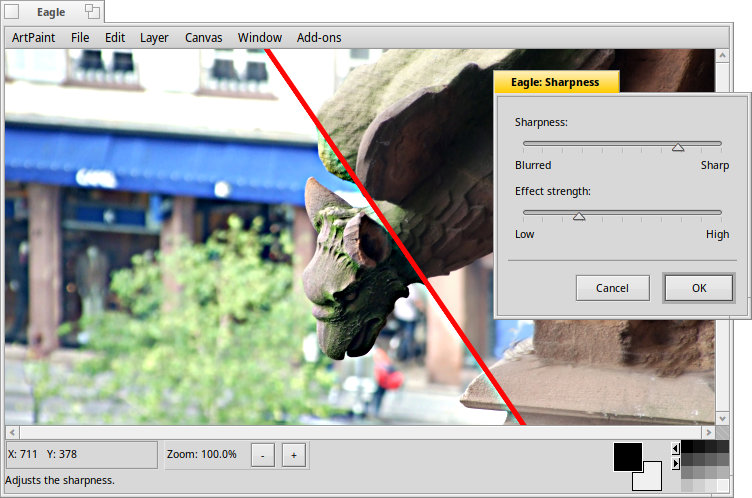 Eagle
ArtPaint File Edit Layer Canvas Window Add-ons
Eagle: Sharpness
Sharpness:
Blurred Sharp
Effect strength:
Low High
Cancel OK
X: 711 Y: 378 Zoom: 100.0% - +
Adjusts the sharpness.